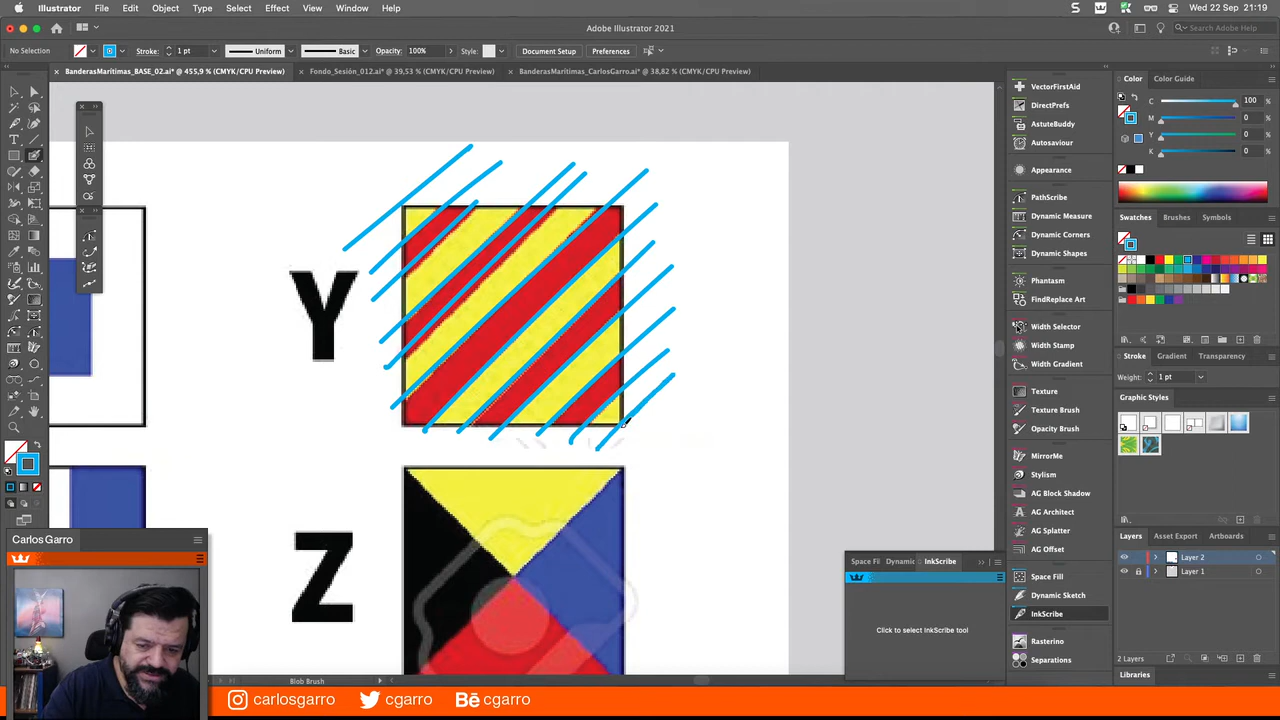 Illustrator File Edit Object Type Select Effect View Window Help
Wed 22 Sep 21:19
Adobe Illustrator 2021
Search Adobe Help
No Selection
Stroke:
1 pt
Uniform
Basic
Opacity:
100%
Style:
Document Setup
Preferences
BanderasMarítimas_BASE_02.ai* @ 455,9 % (CMYK/CPU Preview)
Fondo_Sesión_012.ai* @ 39,53 % (CMYK/CPU Preview)
BanderasMarítimas_CarlosGarro.ai* @ 38,82 % (CMYK/CPU Preview)
VectorFirstAid
DirectPrefs
AstuteBuddy
Autosaviour
Appearance
PathScribe
Dynamic Measure
Dynamic Corners
Dynamic Shapes
Phantasm
FindReplace Art
Width Selector
Width Stamp
Width Gradient
Texture
Texture Brush
Opacity Brush
MirrorMe
Stylism
AG Block Shadow
AG Architect
AG Splatter
AG Offset
Space Fill
Dynamic Sketch
InkScribe
Rasterino
Separations
Color
Color Guide
C
100
%
M
0
%
Y
0
%
K
0
%
Swatches
Brushes
Symbols
Stroke
Gradient
Transparency
Weight:
1 pt
Graphic Styles
Layers
Asset Export
Artboards
Layer 2
Layer 1
2 Layers
Libraries
Y
Z
Space Fi
Dynamic
InkScribe
Click to select InkScribe tool
Carlos Garro
Blob Brush
carlosgarro
cgarro
Bē cgarro